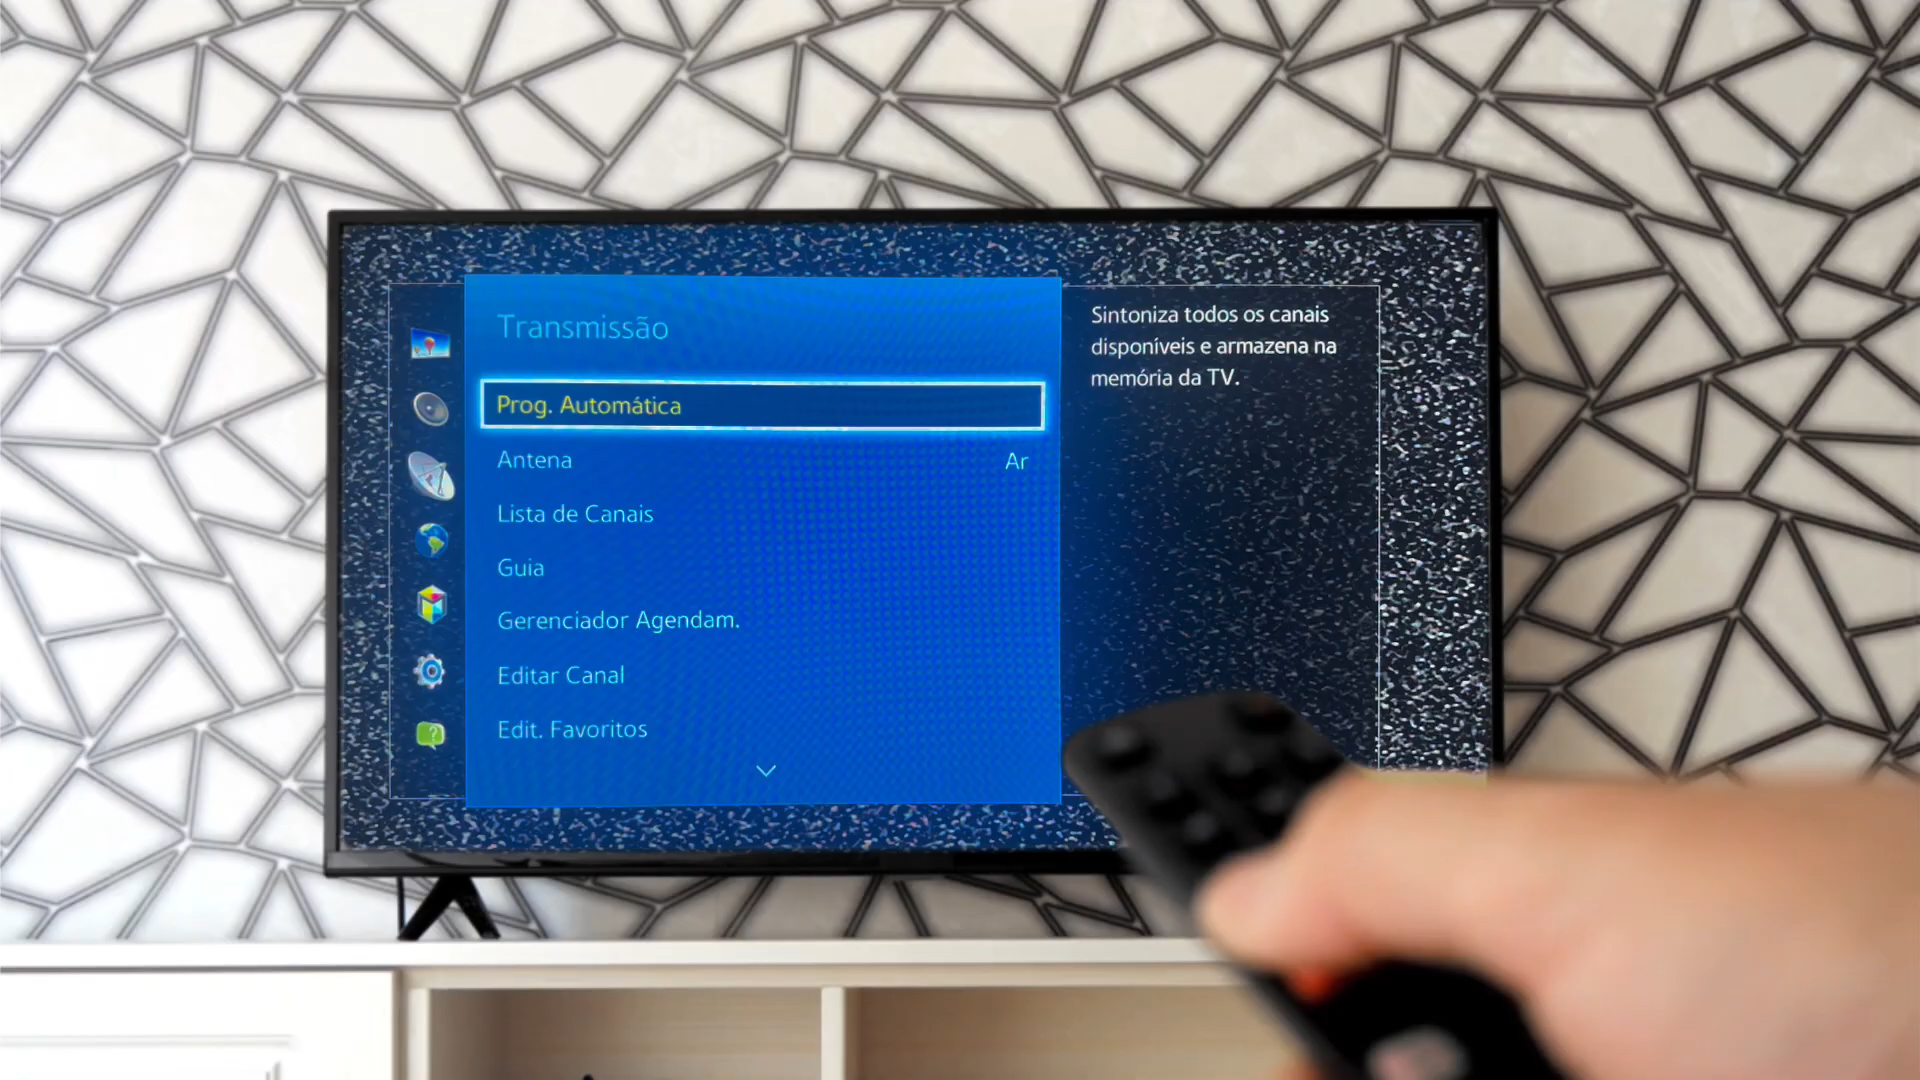 Transmissão
Prog. Automática
Antena Ar
Lista de Canais
Guia
Gerenciador Agendam.
Editar Canal
Edit. Favoritos
Sintoniza todos os canais
disponíveis e armazena na
memória da TV.